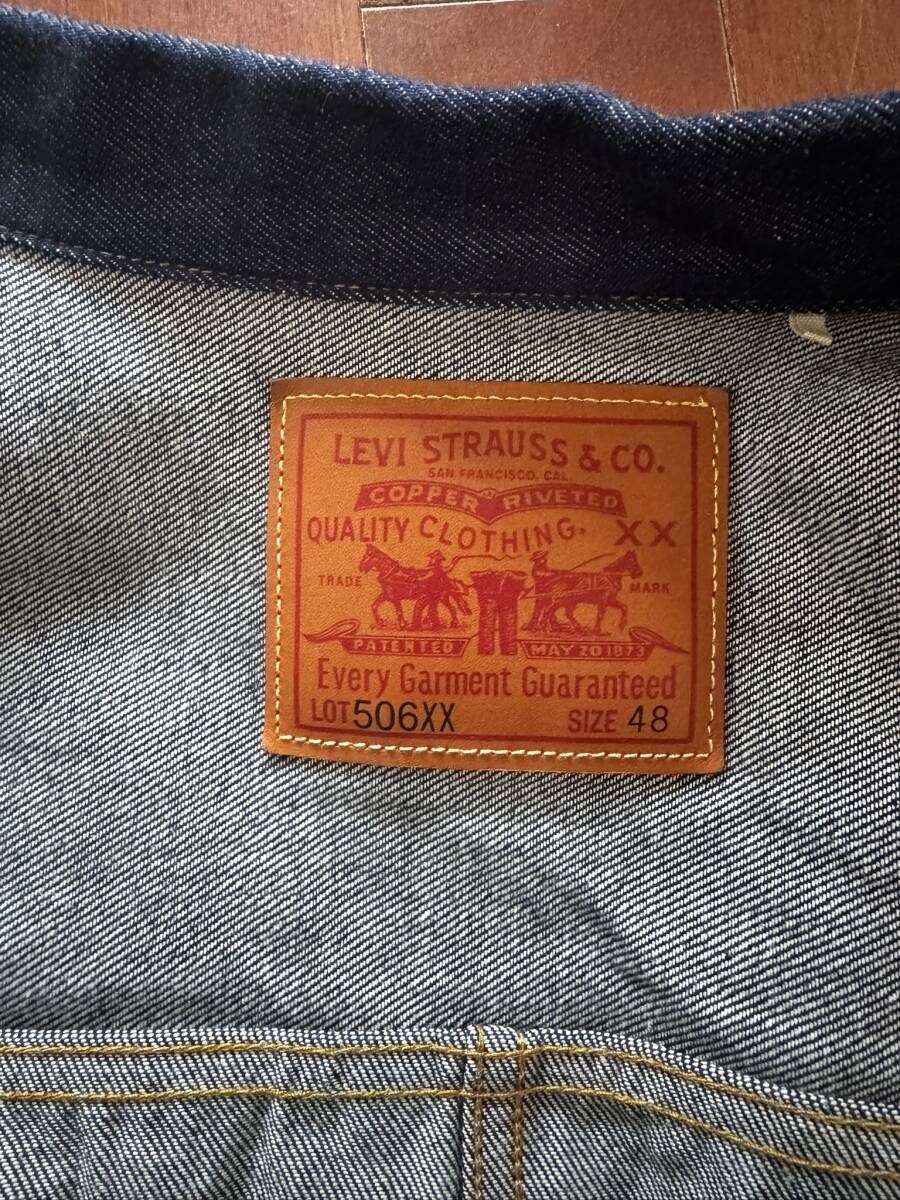 LEVI STRAUSS & CO.
SAN FRANCISCO, CAL.
COPPER RIVETED
QUALITY CLOTHING. XX
TRADE MARK
PATENTED MAY 20 1873
Every Garment Guaranteed
LOT 506XX SIZE 48